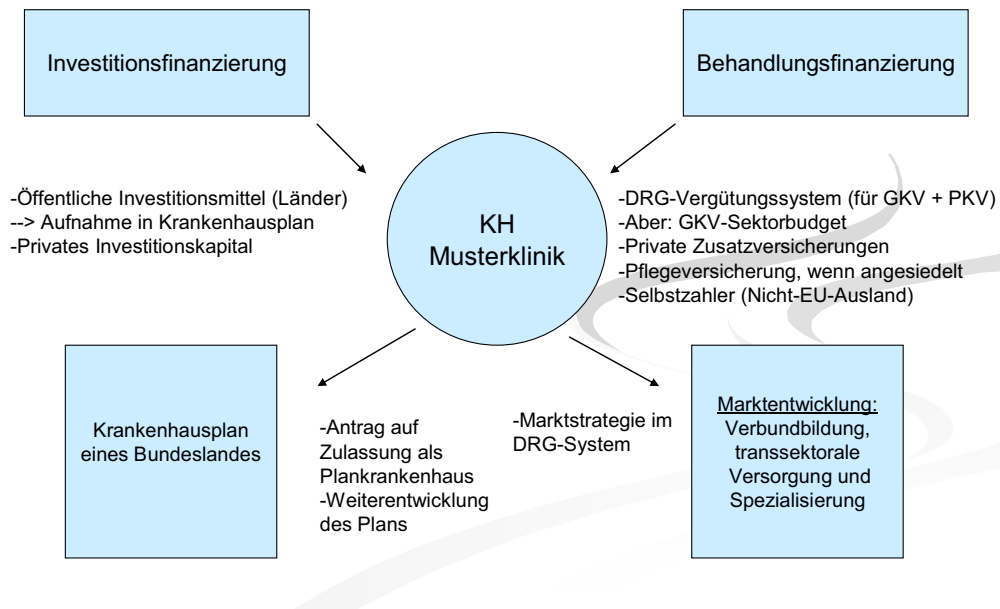 Investitionsfinanzierung
Behandlungsfinanzierung
-Öffentliche Investitionsmittel (Länder)
--> Aufnahme in Krankenhausplan
-Privates Investitionskapital
KH
Musterklinik
-DRG-Vergütungssystem (für GKV + PKV)
-Aber: GKV-Sektorbudget
-Private Zusatzversicherungen
-Pflegeversicherung, wenn angesiedelt
-Selbstzahler (Nicht-EU-Ausland)
Krankenhausplan
eines Bundeslandes
-Antrag auf
Zulassung als
Plankrankenhaus
-Weiterentwicklung
des Plans
-Marktstrategie im
DRG-System
Marktentwicklung:
Verbundbildung,
transsektorale
Versorgung und
Spezialisierung